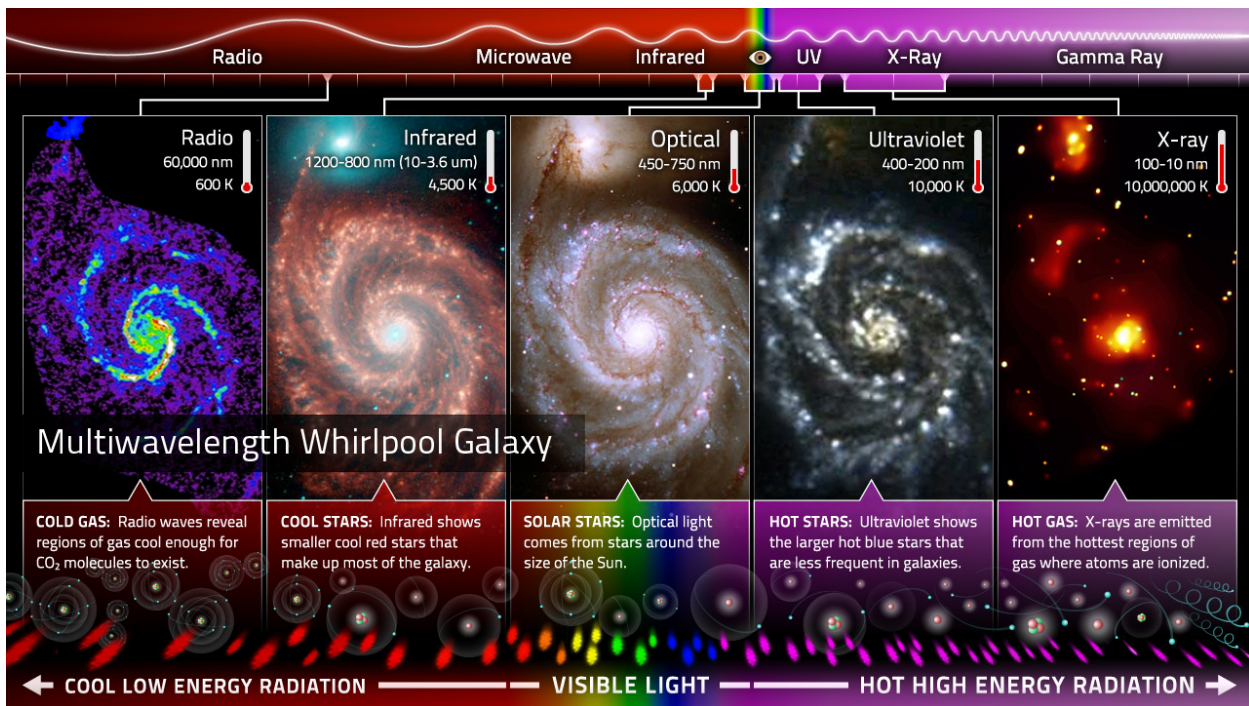 Radio
Microwave
Infrared
UV
X-Ray
Gamma Ray
Radio
60,000 nm
600 K
Infrared
1200-800 nm (10-3.6 um)
4,500 K
Optical
450-750 nm
6,000 K
Ultraviolet
400-200 nm
10,000 K
X-ray
100-10 nm
10,000,000 K
Multiwavelength Whirlpool Galaxy
COLD GAS: Radio waves reveal
regions of gas cool enough for
CO₂ molecules to exist.
COOL STARS: Infrared shows
smaller cool red stars that
make up most of the galaxy.
SOLAR STARS: Optical light
comes from stars around the
size of the Sun.
HOT STARS: Ultraviolet shows
the larger hot blue stars that
are less frequent in galaxies.
HOT GAS: X-rays are emitted
from the hottest regions of
gas where atoms are ionized.
COOL LOW ENERGY RADIATION
VISIBLE LIGHT
HOT HIGH ENERGY RADIATION